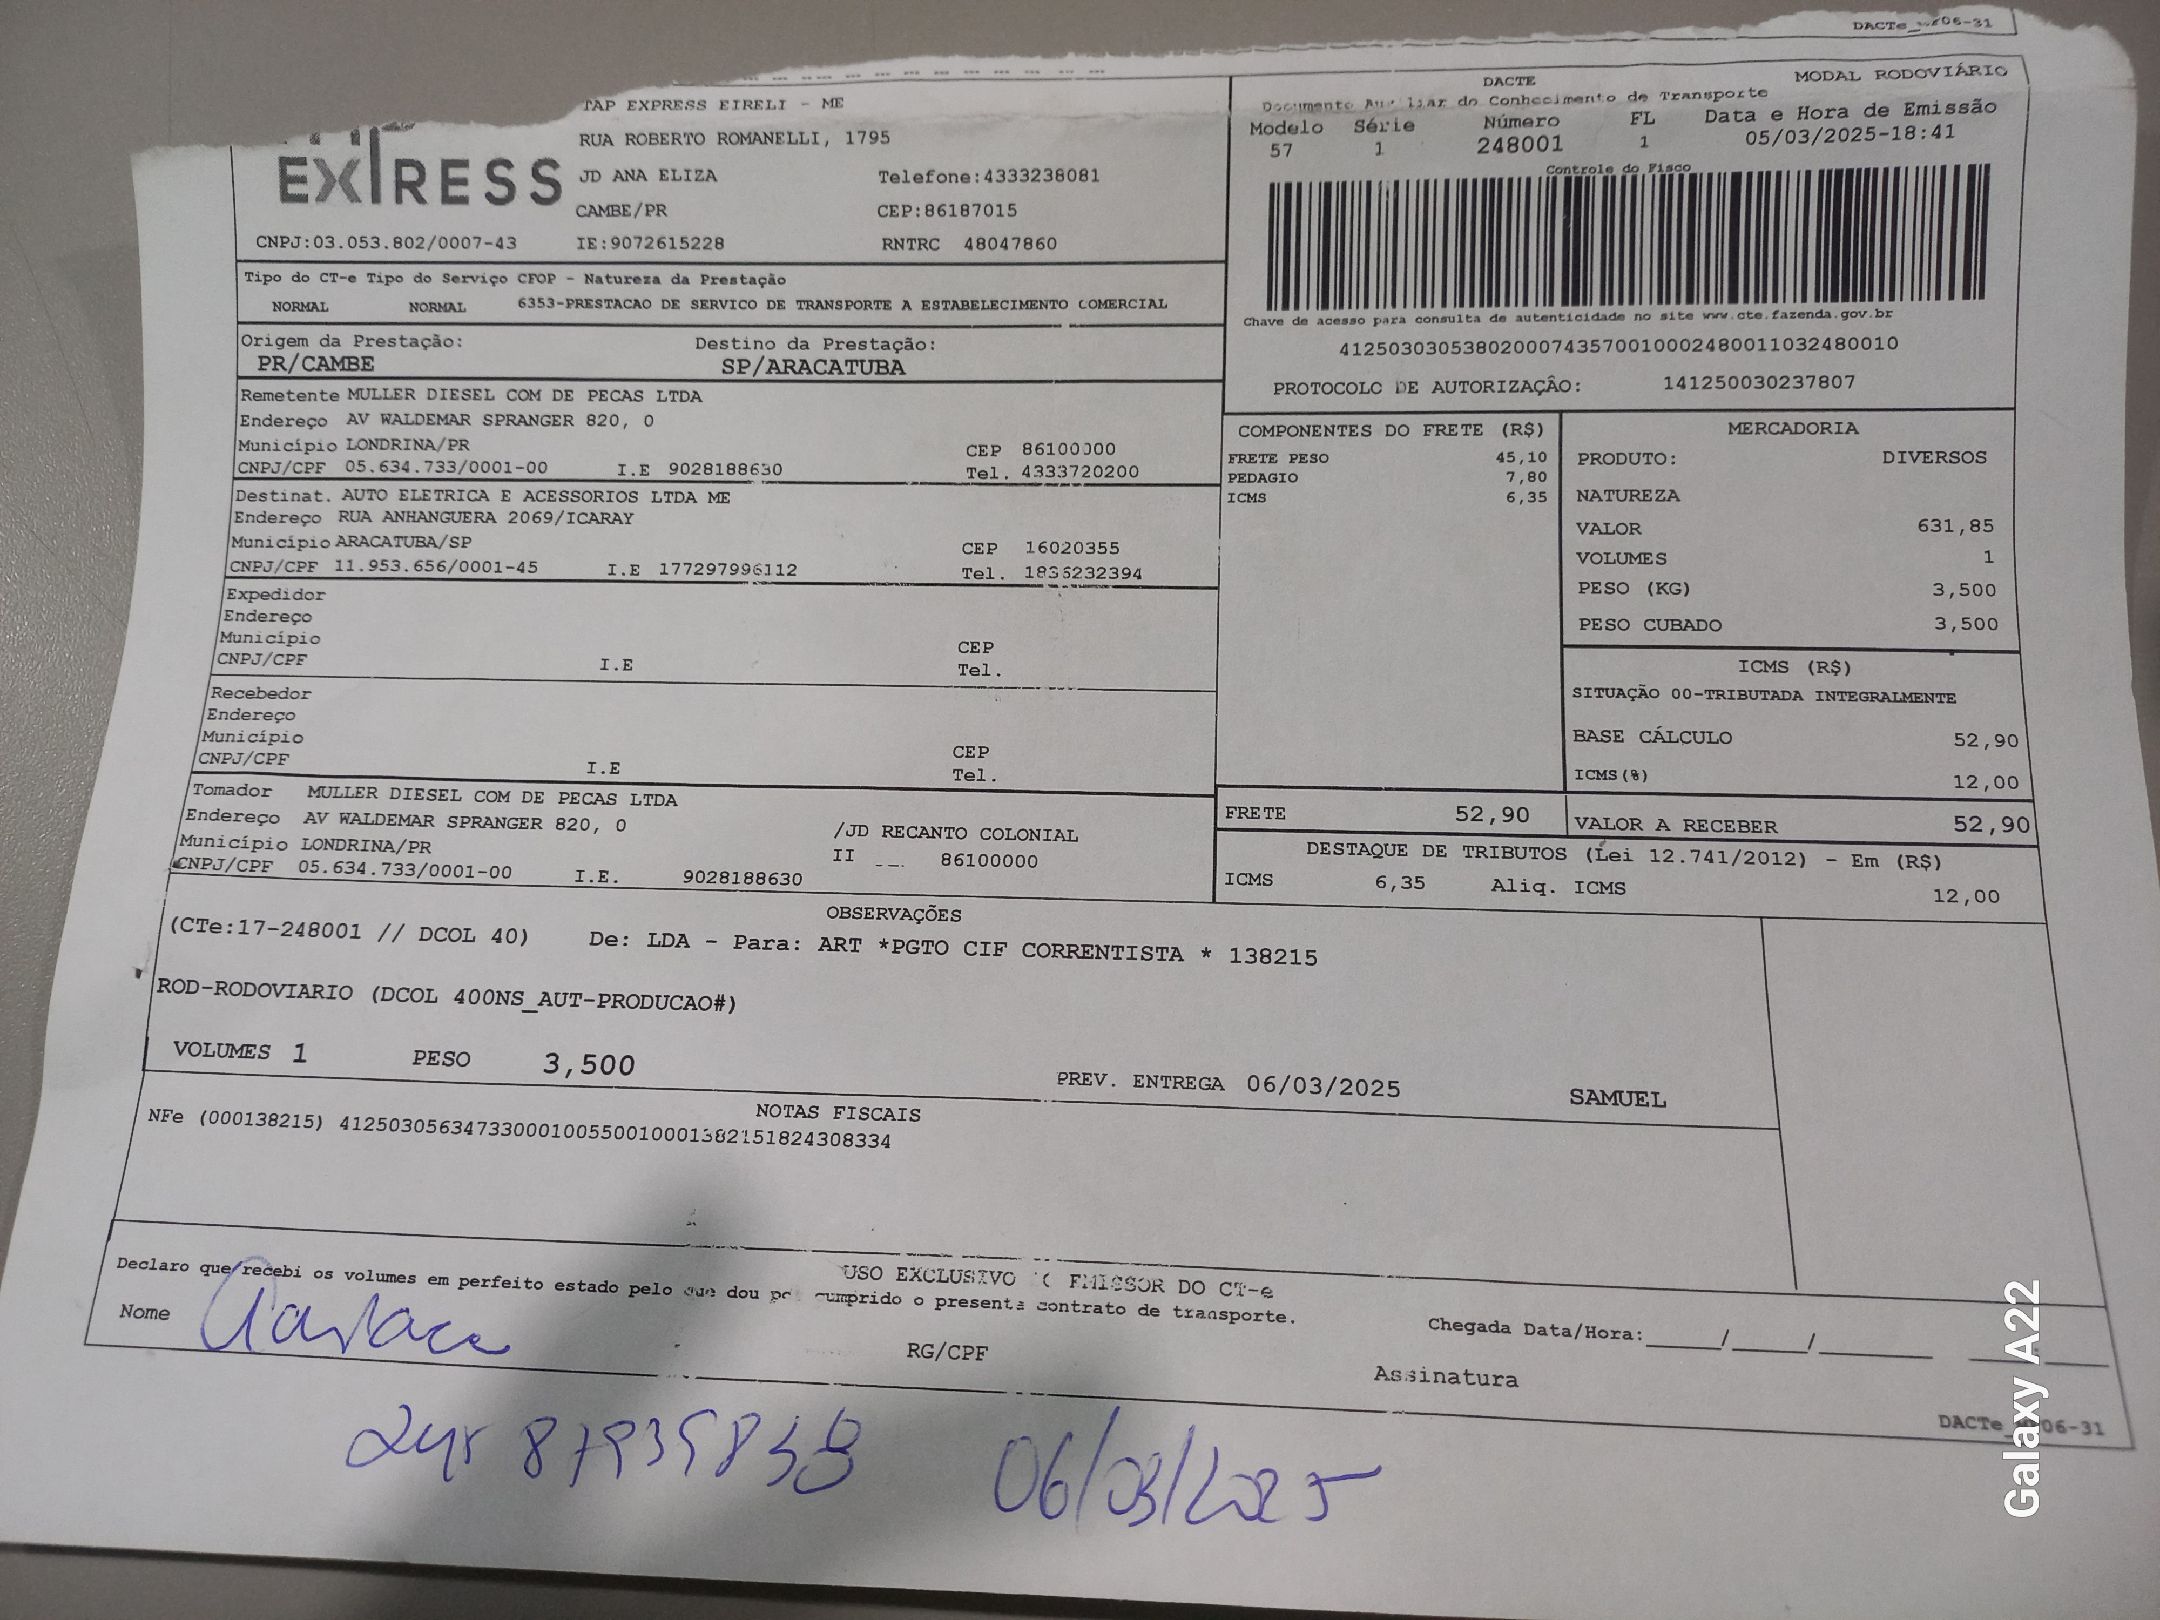 DACTe_ 06-31
TAP EXPRESS EIRELI - ME
RUA ROBERTO ROMANELLI, 1795
EXPRESS
JD ANA ELIZA Telefone:4333238081
CAMBE/PR CEP:86187015
CNPJ:03.053.802/0007-43 IE:9072615228 RNTRC 48047860
DACTE MODAL RODOVIÁRIO
Documento Auxiliar do Conhecimento de Transporte
Modelo Série Número FL Data e Hora de Emissão
57 1 248001 1 05/03/2025-18:41
Controle do Fisco
Chave de acesso para consulta de autenticidade no site www.cte.fazenda.gov.br
41250303053802000743570010002480011032480010
PROTOCOLO DE AUTORIZAÇÃO: 141250030237807
Tipo do CT-e Tipo do Serviço CFOP - Natureza da Prestação
NORMAL NORMAL 6353-PRESTACAO DE SERVICO DE TRANSPORTE A ESTABELECIMENTO COMERCIAL
Origem da Prestação: Destino da Prestação:
PR/CAMBE SP/ARACATUBA
Remetente MULLER DIESEL COM DE PECAS LTDA
Endereço AV WALDEMAR SPRANGER 820, 0
Município LONDRINA/PR CEP 86100000
CNPJ/CPF 05.634.733/0001-00 I.E 9028188630 Tel. 4333720200
Destinat. AUTO ELETRICA E ACESSORIOS LTDA ME
Endereço RUA ANHANGUERA 2069/ICARAY
Município ARACATUBA/SP CEP 16020355
CNPJ/CPF 11.953.656/0001-45 I.E 177297996112 Tel. 1836232394
Expedidor
Endereço
Município CEP
CNPJ/CPF I.E Tel.
Recebedor
Endereço
Município CEP
CNPJ/CPF I.E Tel.
Tomador MULLER DIESEL COM DE PECAS LTDA
Endereço AV WALDEMAR SPRANGER 820, 0 /JD RECANTO COLONIAL
Município LONDRINA/PR II 86100000
CNPJ/CPF 05.634.733/0001-00 I.E. 9028188630
COMPONENTES DO FRETE (R$)
FRETE PESO 45,10
PEDAGIO 7,80
ICMS 6,35
MERCADORIA
PRODUTO: DIVERSOS
NATUREZA
VALOR 631,85
VOLUMES 1
PESO (KG) 3,500
PESO CUBADO 3,500
ICMS (R$)
SITUAÇÃO 00-TRIBUTADA INTEGRALMENTE
BASE CÁLCULO 52,90
ICMS(%) 12,00
FRETE 52,90 VALOR A RECEBER 52,90
DESTAQUE DE TRIBUTOS (Lei 12.741/2012) - Em (R$)
ICMS 6,35 Aliq. ICMS 12,00
OBSERVAÇÕES
(CTe:17-248001 // DCOL 40) De: LDA - Para: ART *PGTO CIF CORRENTISTA * 138215
ROD-RODOVIARIO (DCOL 400NS_AUT-PRODUCAO#)
VOLUMES 1 PESO 3,500 PREV. ENTREGA 06/03/2025 SAMUEL
NOTAS FISCAIS
NFe (000138215) 41250305634733000100550010001382151824308334
USO EXCLUSIVO DO EMISSOR DO CT-e
Declaro que recebi os volumes em perfeito estado pelo que dou por cumprido o presente contrato de transporte.
Nome RG/CPF Assinatura Chegada Data/Hora:____/____/______
DACTe_ 06-31
06/03/2025
Galaxy A22